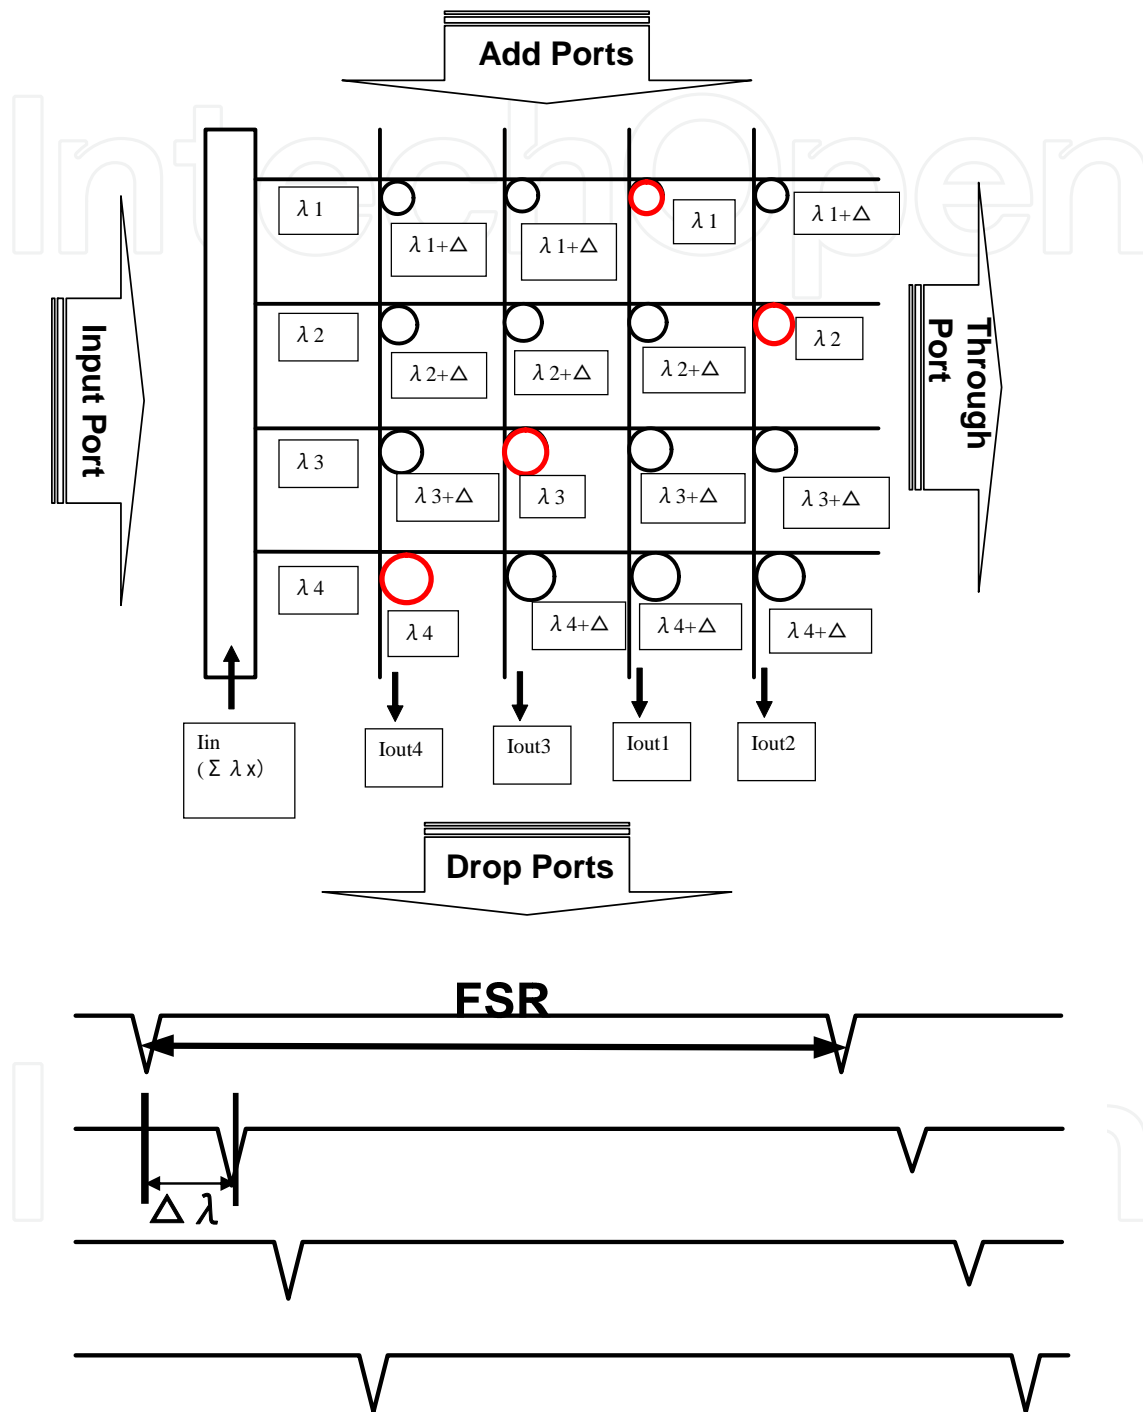 Add Ports
IntechOpen
Input Port
Through
Port
λ1
λ1+△
λ1+△
λ1
λ1+△
λ2
λ2+△
λ2+△
λ2+△
λ2
λ3
λ3+△
λ3
λ3+△
λ3+△
λ4
λ4
λ4+△
λ4+△
λ4+△
Iin
(Σ λx)
Iout4
Iout3
Iout1
Iout2
Drop Ports
FSR
△λ